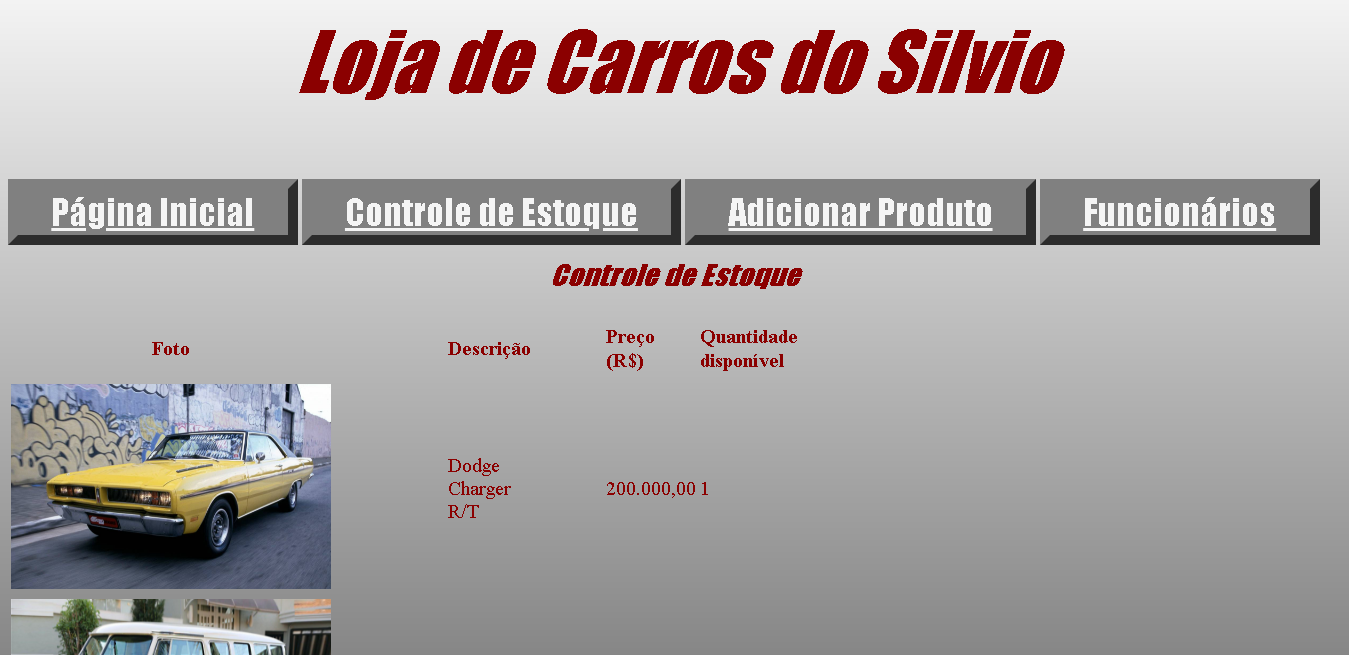 Loja de Carros do Silvio
Página Inicial Controle de Estoque Adicionar Produto Funcionários
Controle de Estoque
Foto Descrição Preço (R$) Quantidade disponível
Dodge
Charger 200.000,00 1
R/T